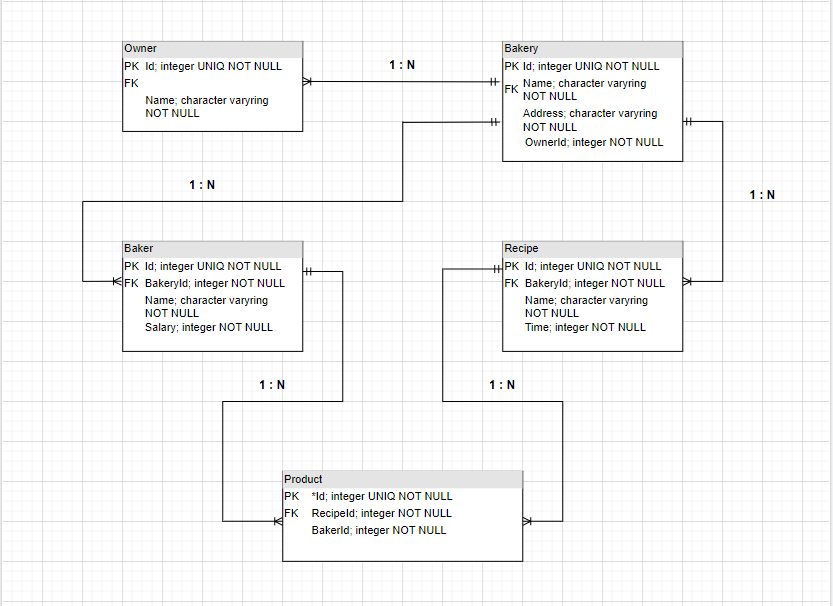 Owner
PK Id; integer UNIQ NOT NULL
FK
Name; character varyring
NOT NULL
1 : N
Bakery
PK Id; integer UNIQ NOT NULL
FK Name; character varyring
NOT NULL
Address; character varyring
NOT NULL
OwnerId; integer NOT NULL
1 : N
1 : N
Baker
PK Id; integer UNIQ NOT NULL
FK BakeryId; integer NOT NULL
Name; character varyring
NOT NULL
Salary; integer NOT NULL
Recipe
PK Id; integer UNIQ NOT NULL
FK BakeryId; integer NOT NULL
Name; character varyring
NOT NULL
Time; integer NOT NULL
1 : N
1 : N
Product
PK *Id; integer UNIQ NOT NULL
FK RecipeId; integer NOT NULL
BakerId; integer NOT NULL